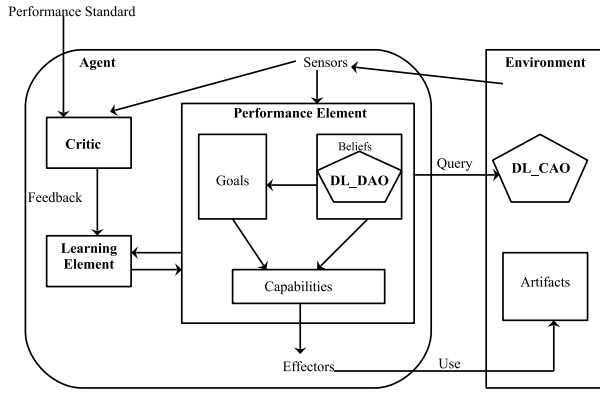 Performance Standard
Agent
Sensors
Environment
Performance Element
Critic
Beliefs
Goals
DL_DAO
Query
DL_CAO
Feedback
Learning
Element
Capabilities
Artifacts
Effectors
Use